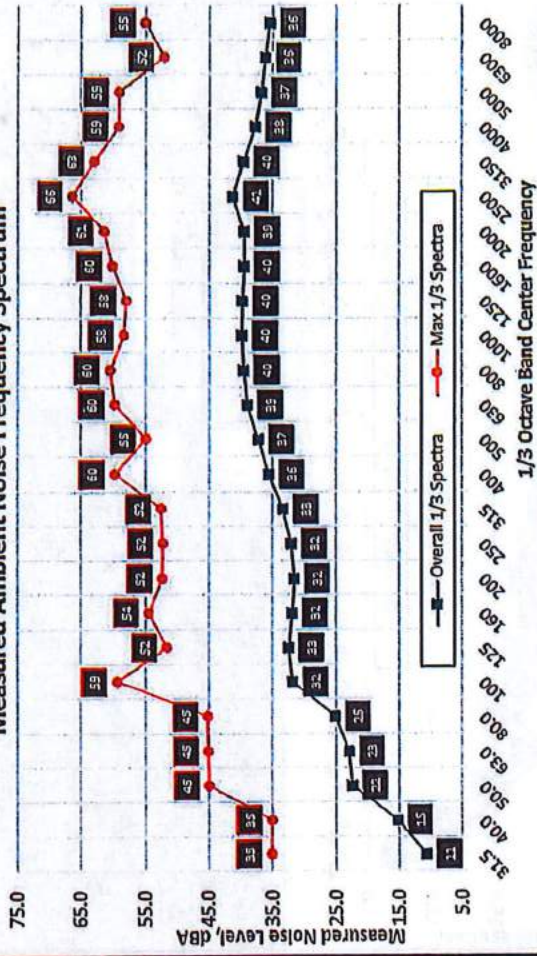 Measured Ambient Noise Frequency Spectrum
75.0
65.0
55.0
45.0
35.0
25.0
15.0
5.0
Measured Noise Level, dBA
35 35 45 45 45 59 52 54 52 52 52 60 55 60 60 58 58 60 61 66 63 59 59 52 55
11 15 22 23 25 32 33 32 32 32 33 36 37 39 40 40 40 40 39 41 40 38 37 36 36
Overall 1/3 Spectra Max 1/3 Spectra
31.5 40.0 50.0 63.0 80.0 100 125 160 200 250 315 400 500 630 800 1000 1250 1600 2000 2500 3150 4000 5000 6300 8000
1/3 Octave Band Center Frequency